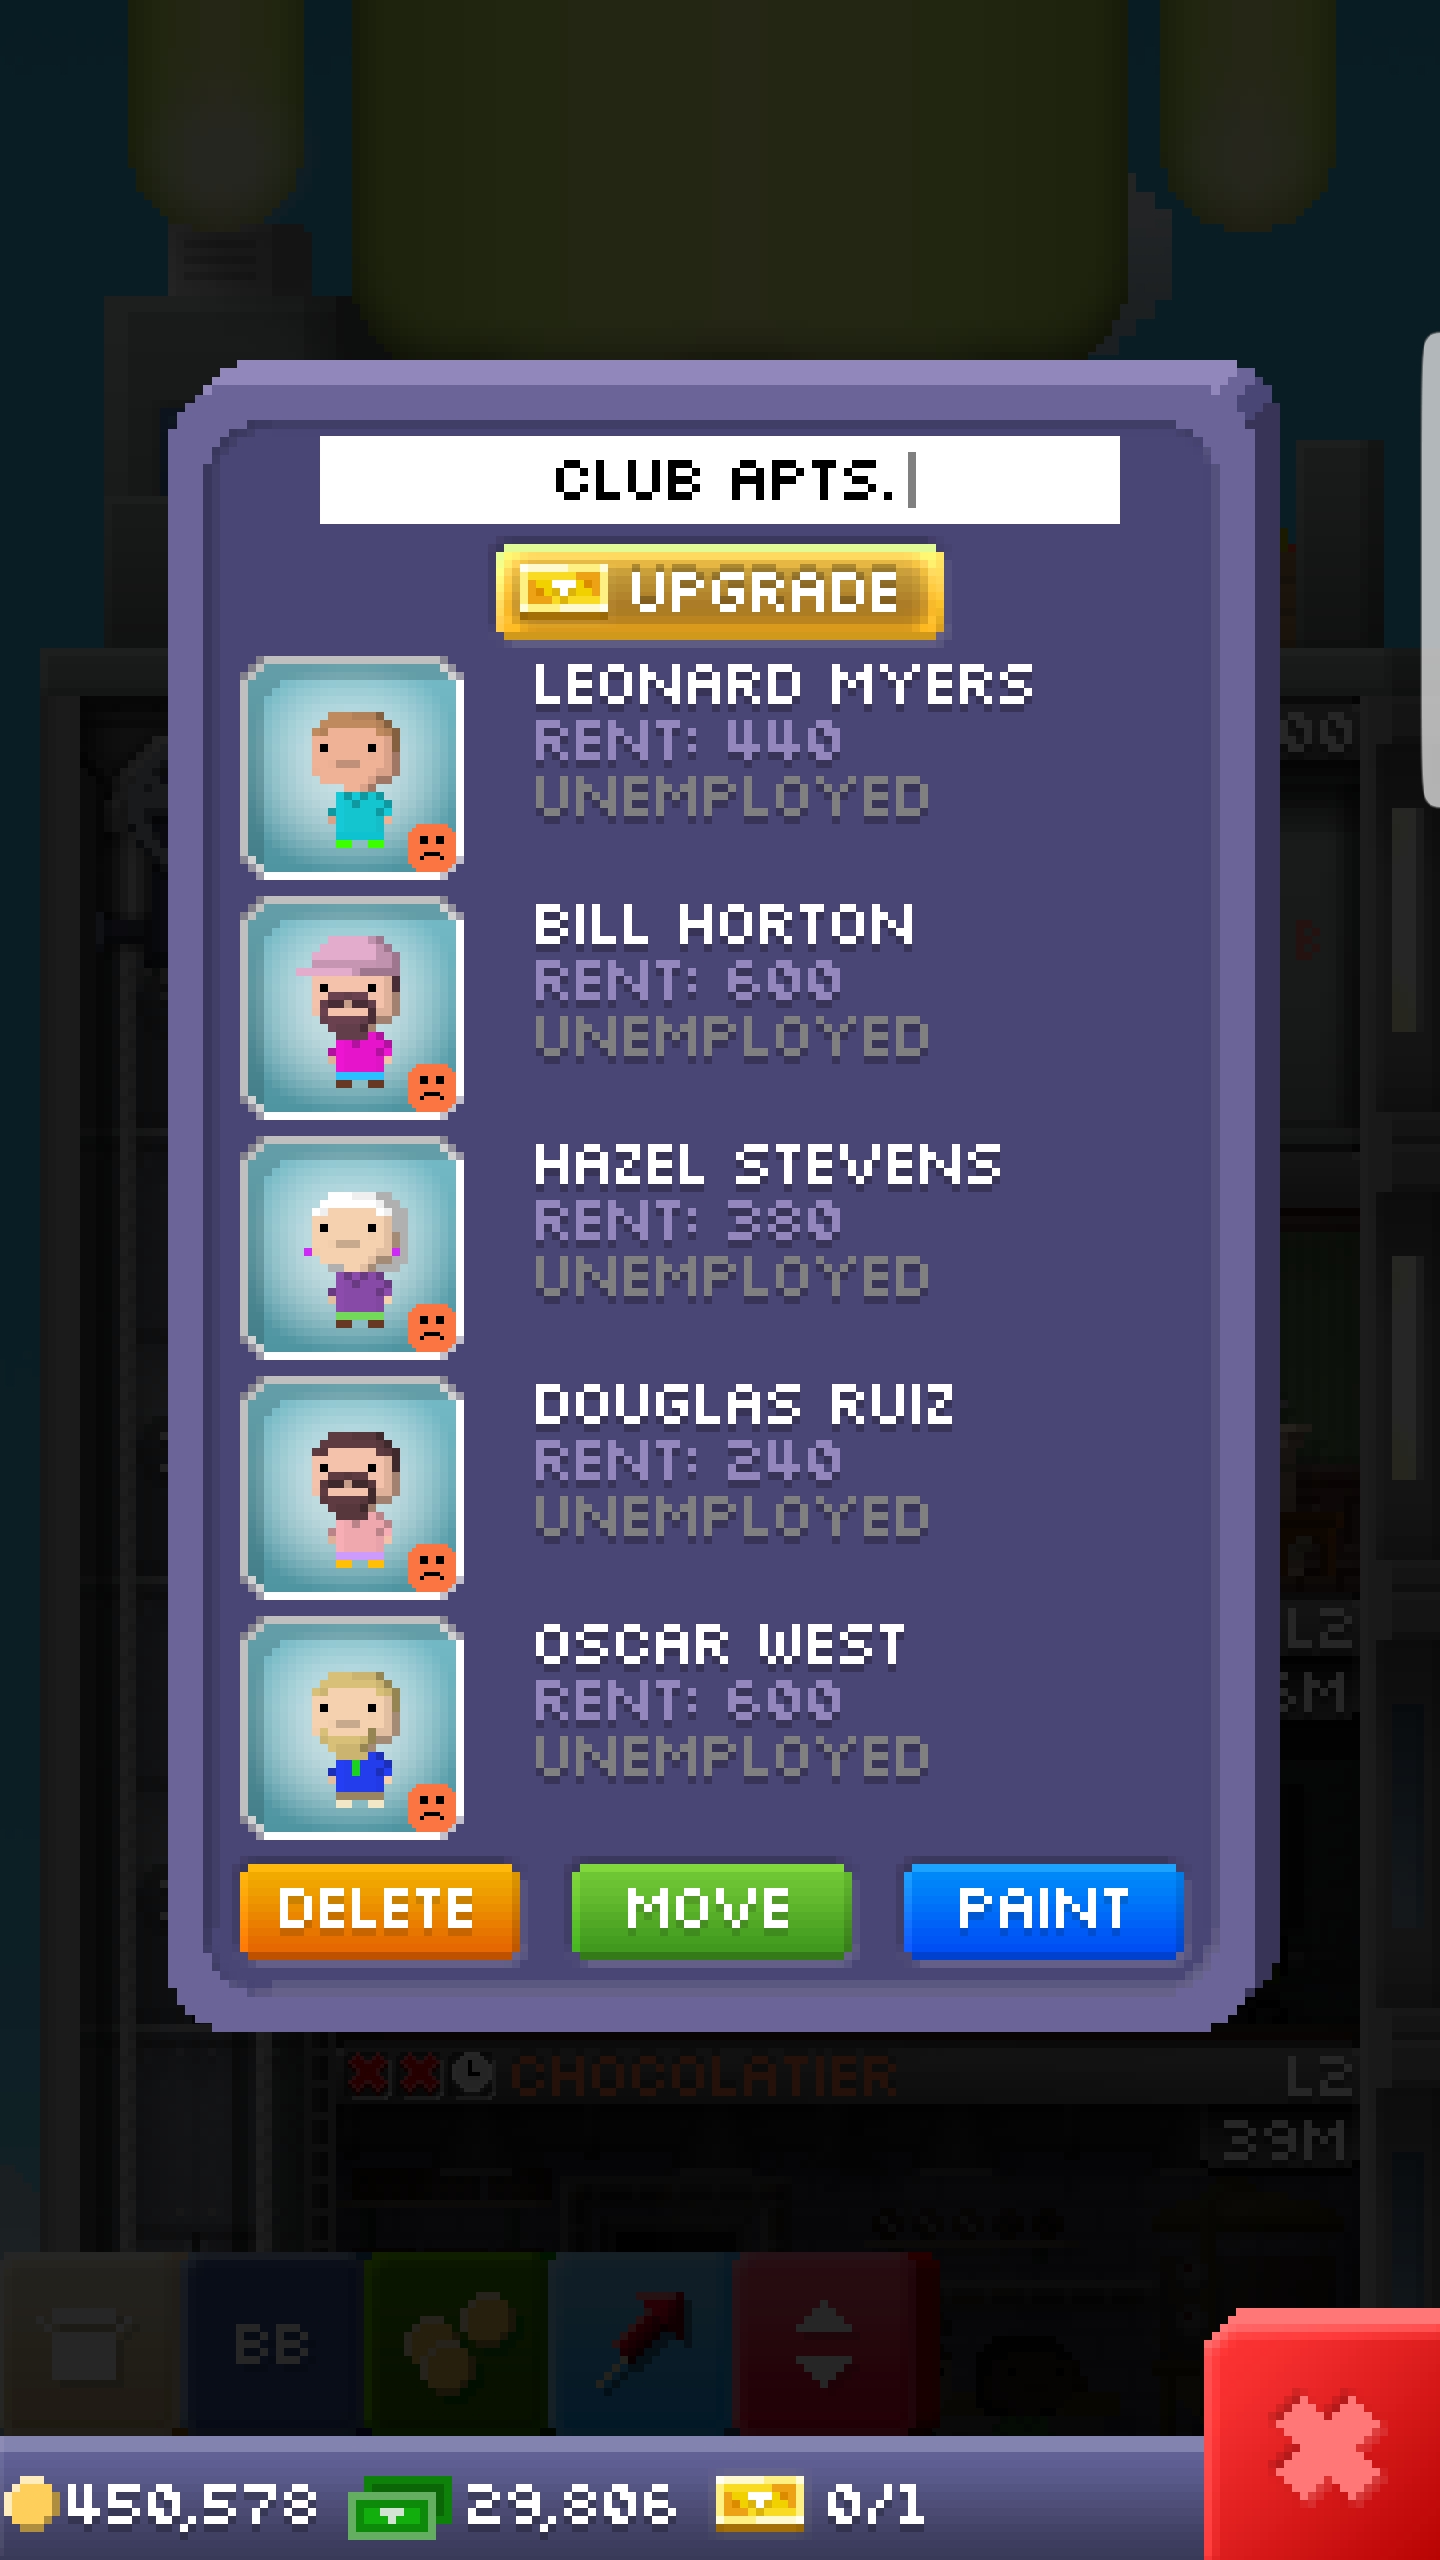 CLUB APTS.
UPGRADE
LEONARD MYERS
RENT: 440
UNEMPLOYED
BILL HORTON
RENT: 600
UNEMPLOYED
HAZEL STEVENS
RENT: 380
UNEMPLOYED
DOUGLAS RUIZ
RENT: 240
UNEMPLOYED
OSCAR WEST
RENT: 600
UNEMPLOYED
DELETE MOVE PAINT
L2
CHOCOLATIER L2
39M
BB
450,578 29,806 0/1